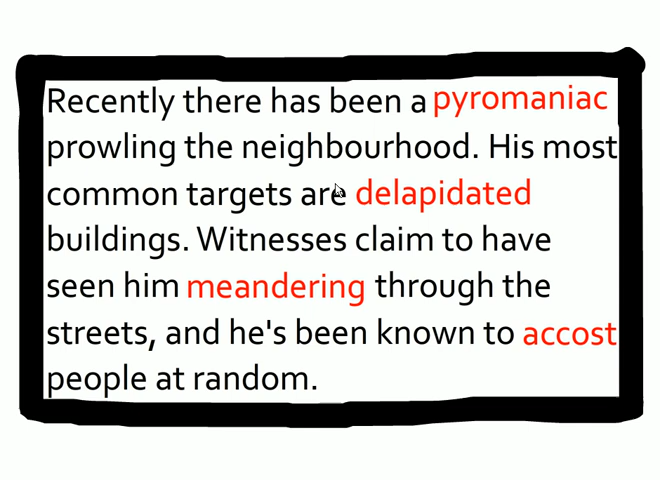 Recently there has been a pyromaniac
prowling the neighbourhood. His most
common targets are delapidated
buildings. Witnesses claim to have
seen him meandering through the
streets, and he's been known to accost
people at random.